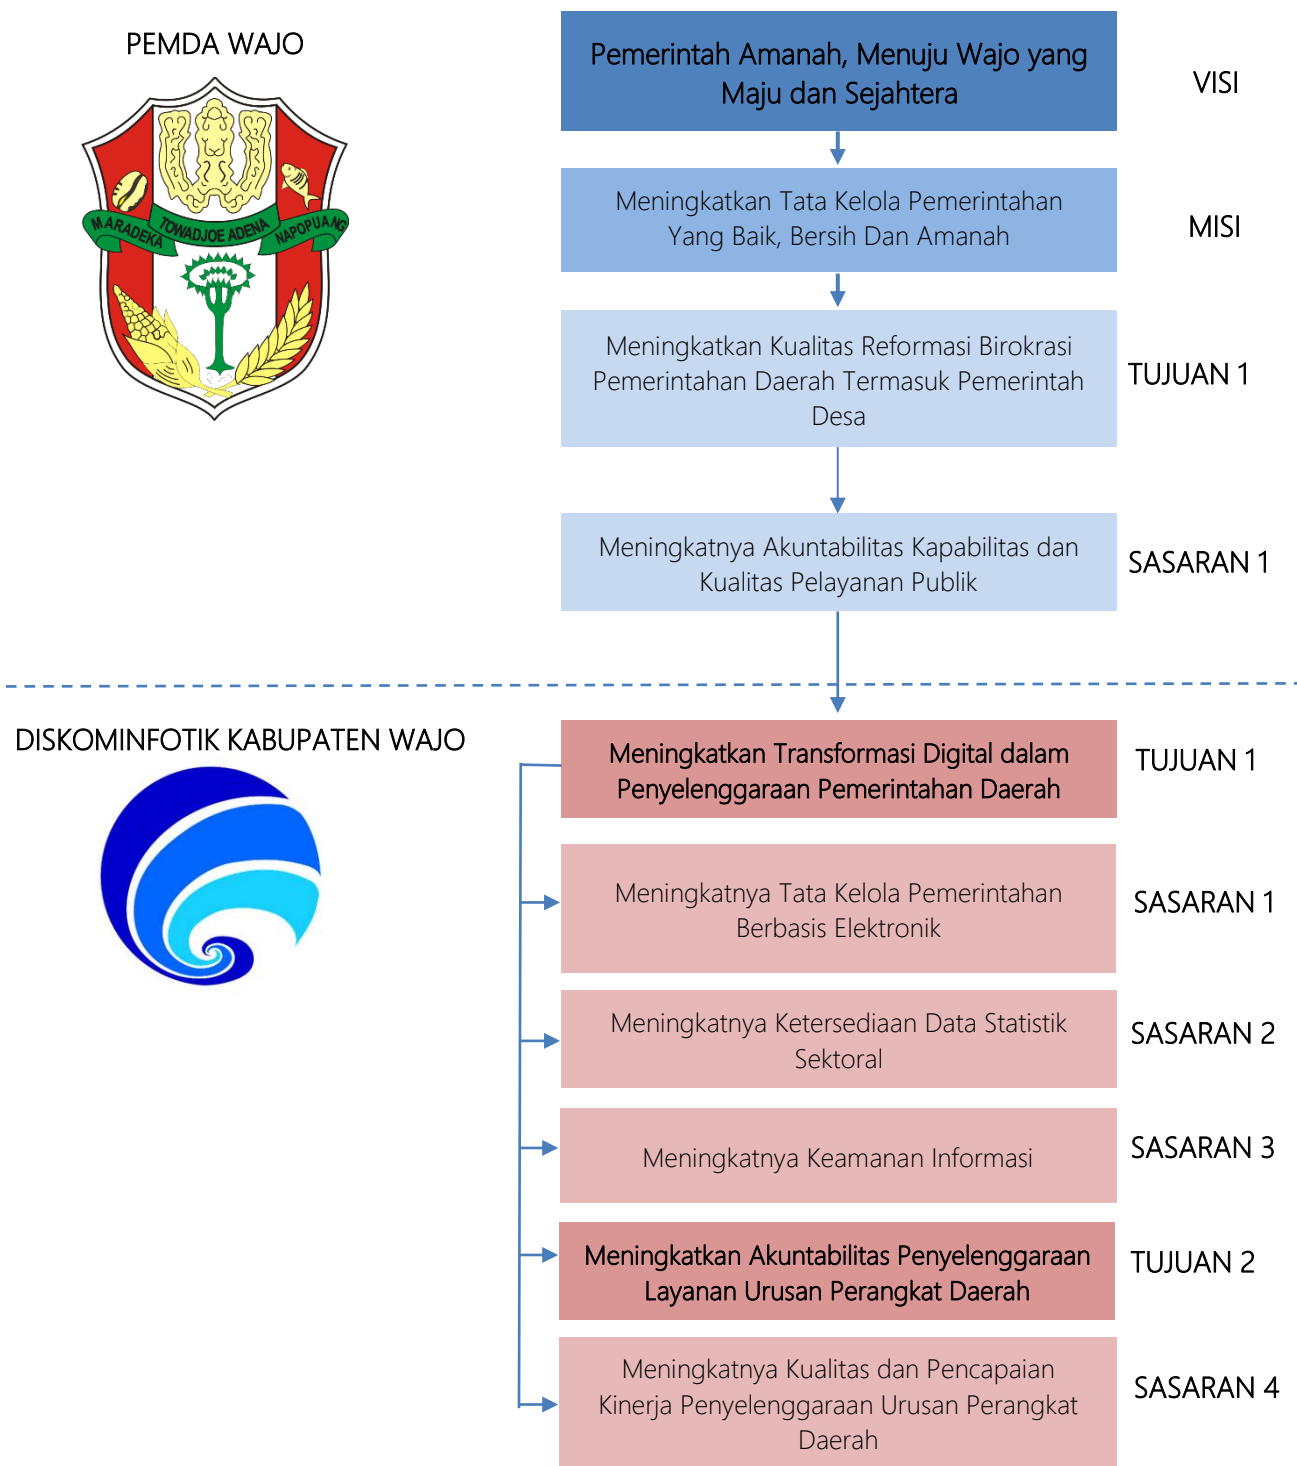 PEMDA WAJO
MARADEKA TOWADJOE ADENA NAPOPUANG
Pemerintah Amanah, Menuju Wajo yang
Maju dan Sejahtera
VISI
Meningkatkan Tata Kelola Pemerintahan
Yang Baik, Bersih Dan Amanah
MISI
Meningkatkan Kualitas Reformasi Birokrasi
Pemerintahan Daerah Termasuk Pemerintah
Desa
TUJUAN 1
Meningkatnya Akuntabilitas Kapabilitas dan
Kualitas Pelayanan Publik
SASARAN 1
DISKOMINFOTIK KABUPATEN WAJO
Meningkatkan Transformasi Digital dalam
Penyelenggaraan Pemerintahan Daerah
TUJUAN 1
Meningkatnya Tata Kelola Pemerintahan
Berbasis Elektronik
SASARAN 1
Meningkatnya Ketersediaan Data Statistik
Sektoral
SASARAN 2
Meningkatnya Keamanan Informasi
SASARAN 3
Meningkatkan Akuntabilitas Penyelenggaraan
Layanan Urusan Perangkat Daerah
TUJUAN 2
Meningkatnya Kualitas dan Pencapaian
Kinerja Penyelenggaraan Urusan Perangkat
Daerah
SASARAN 4